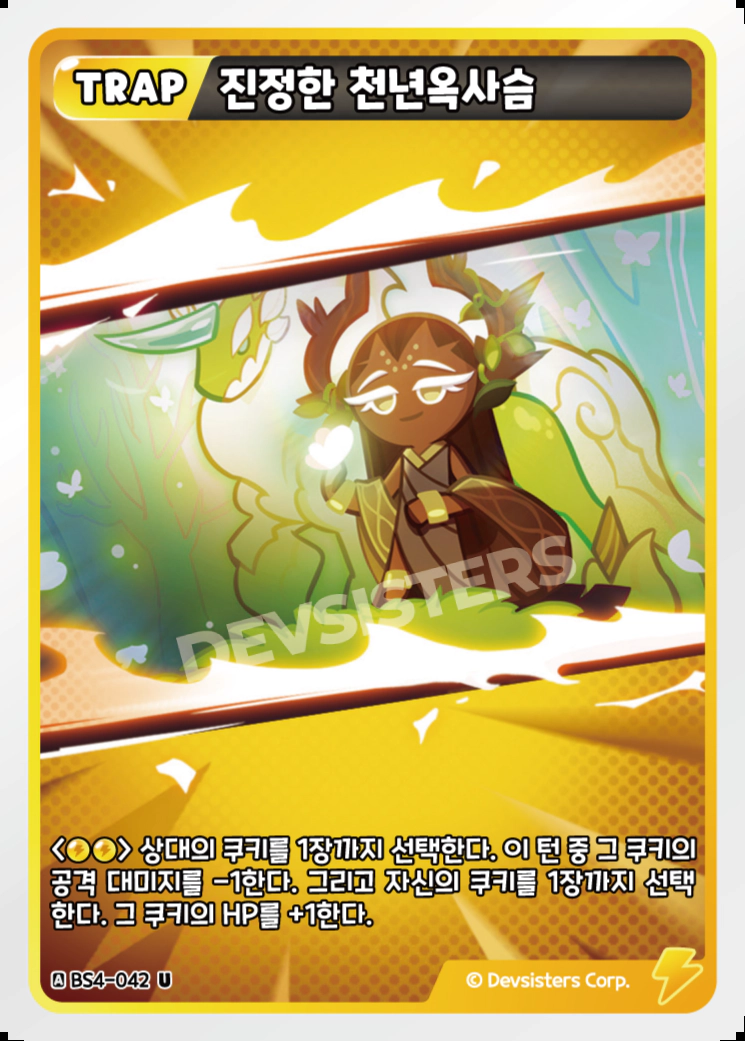 TRAP 진정한 천년옥사슴
DEVSISTERS
<⚡⚡> 상대의 쿠키를 1장까지 선택한다. 이 턴 중 그 쿠키의
공격 대미지를 -1한다. 그리고 자신의 쿠키를 1장까지 선택
한다. 그 쿠키의 HP를 +1한다.
A BS4-042 U
© Devsisters Corp.